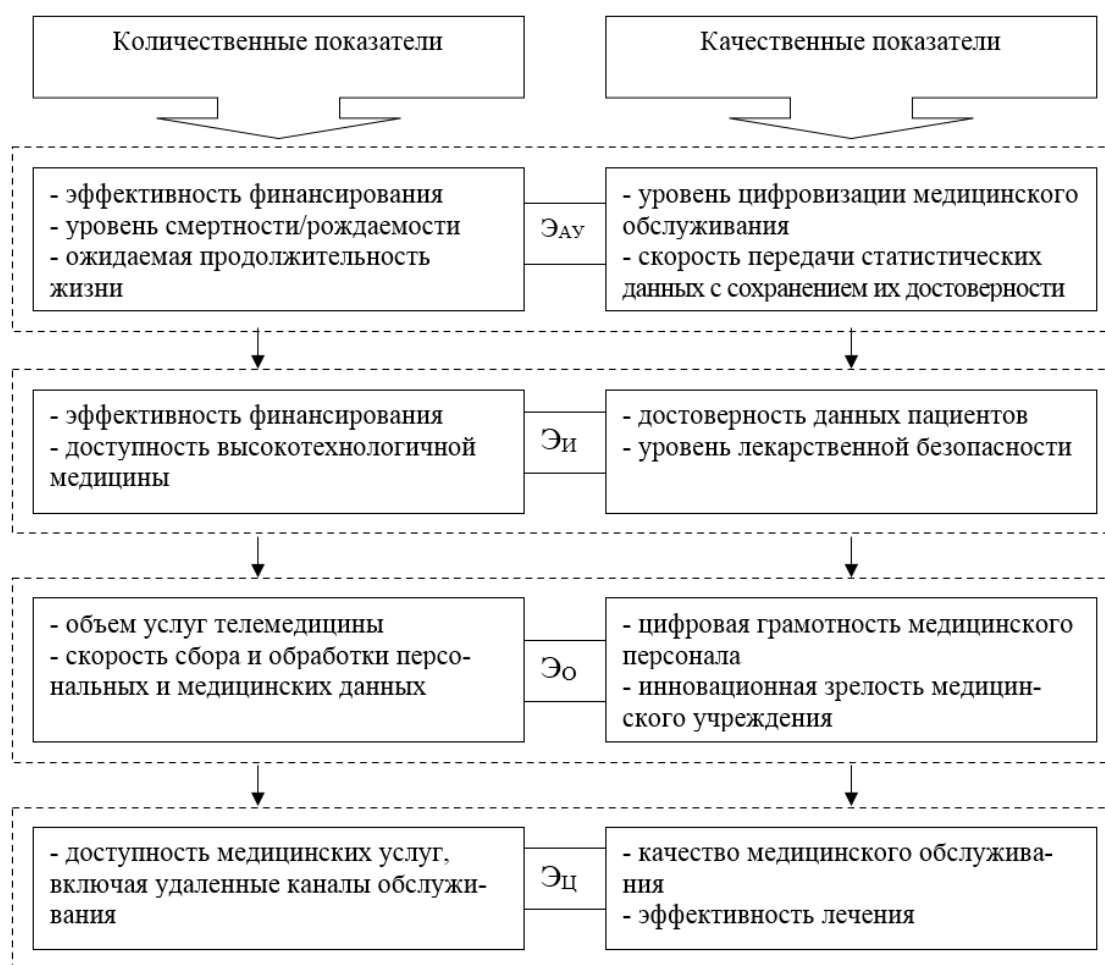 Количественные показатели
Качественные показатели
- эффективность финансирования
- уровень смертности/рождаемости
- ожидаемая продолжительность
жизни
ЭАУ
- уровень цифровизации медицинского
обслуживания
- скорость передачи статистических
данных с сохранением их достоверности
- эффективность финансирования
- доступность высокотехнологичной
медицины
ЭИ
- достоверность данных пациентов
- уровень лекарственной безопасности
- объем услуг телемедицины
- скорость сбора и обработки персо-
нальных и медицинских данных
ЭО
- цифровая грамотность медицинского
персонала
- инновационная зрелость медицин-
ского учреждения
- доступность медицинских услуг,
включая удаленные каналы обслужи-
вания
ЭЦ
- качество медицинского обслужива-
ния
- эффективность лечения